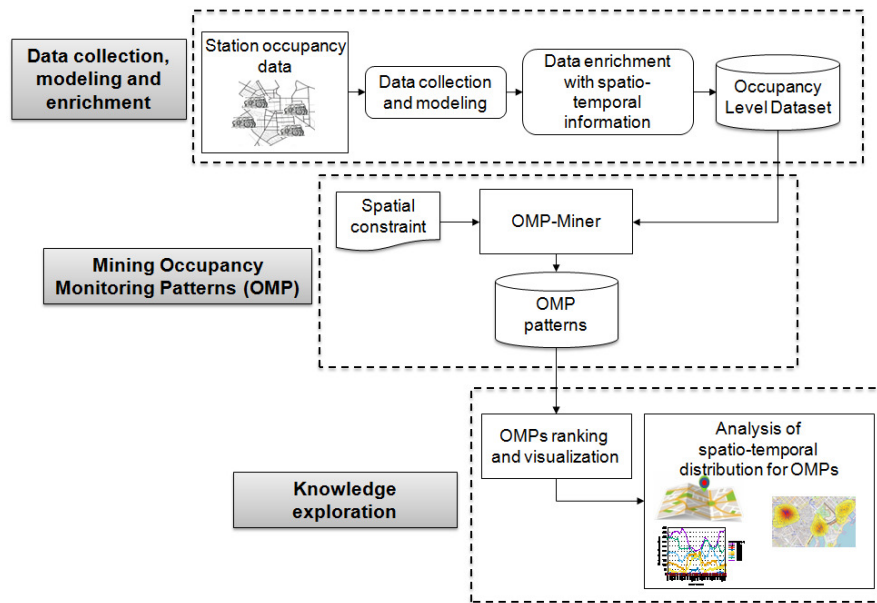 Data collection,
modeling and
enrichment
Station occupancy
data
Data collection
and modeling
Data enrichment
with spatio-
temporal
information
Occupancy
Level Dataset
Mining Occupancy
Monitoring Patterns (OMP)
Spatial
constraint
OMP-Miner
OMP
patterns
Knowledge
exploration
OMPs ranking
and visualization
Analysis of
spatio-temporal
distribution for OMPs